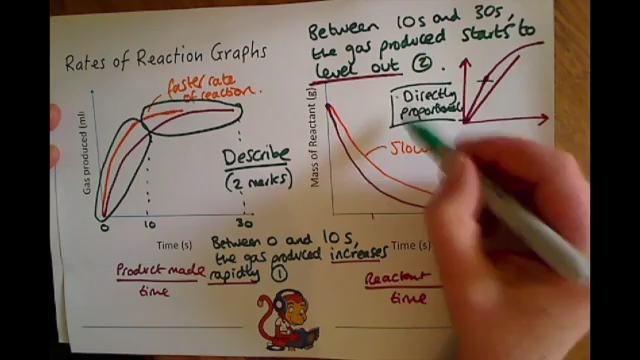 Between 10s and 30s,
the gas produced starts to
level out ②.
Rates of Reaction Graphs
faster rate
of reaction.
Directly
proportional
Gas produced (ml)
Mass of Reactant (g)
Describe
(2 marks)
0
10
30
Time (s)
Time (s)
Between 0 and 10s,
the gas produced increases
rapidly ①
Product made
time
Reactant
time